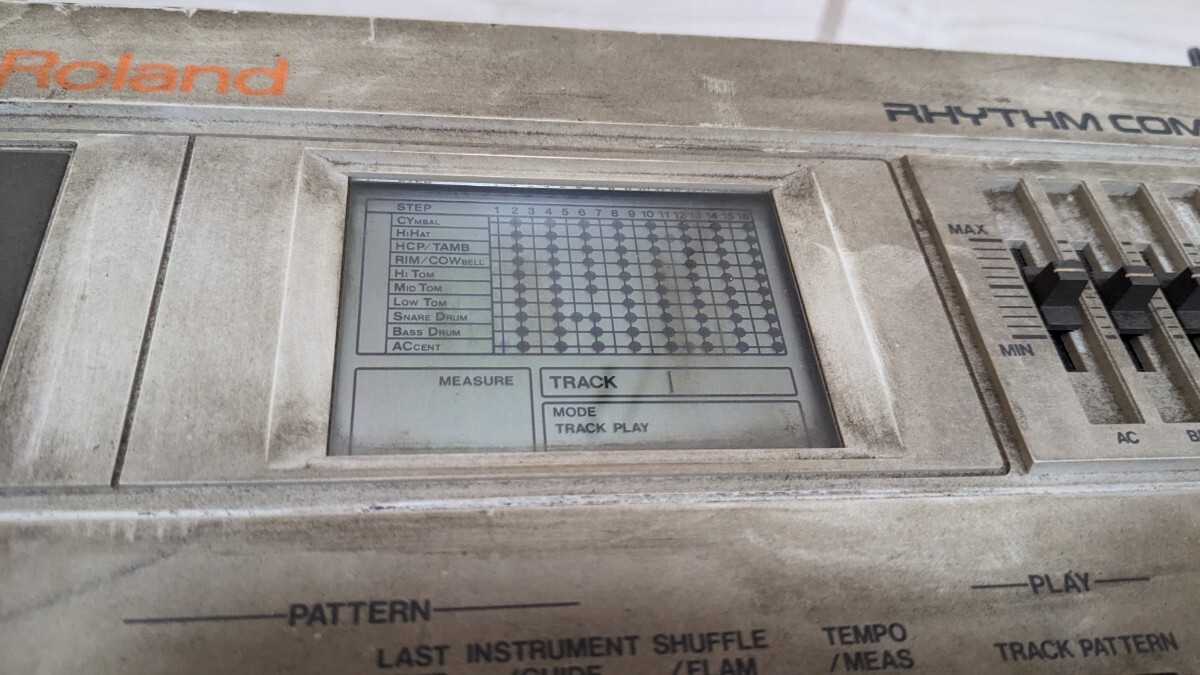 Roland
RHYTHM COM
STEP 1 2 3 4 5 6 7 8 9 10 11 12 13 14 15 16
CYMBAL
HIHAT
HCP/TAMB
RIM/COWBELL
HI TOM
MID TOM
LOW TOM
SNARE DRUM
BASS DRUM
ACCENT
MEASURE
TRACK
MODE
TRACK PLAY
MAX
MIN
AC
B
PLAY
PATTERN
LAST INSTRUMENT SHUFFLE TEMPO TRACK PATTERN
/GUIDE /FLAM /MEAS